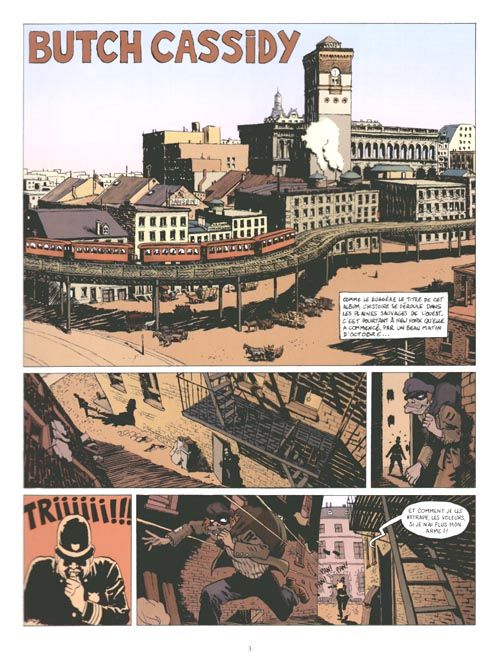 BUTCH CASSiDY
COMME LE SUGGÈRE LE TITRE DE CET
ALBUM, L'HISTOIRE SE DÉROULE DANS
LES PLAINES SAUVAGES DE L'OUEST.
C'EST POURTANT À NEW YORK QU'ELLE
A COMMENCÉ, PAR UN BEAU MATIN
D'OCTOBRE...
TRiiiiii!!!
ET COMMENT JE LES
ATTRAPE, LES VOLEURS,
SI JE N'AI PLUS MON
ARME !!
3